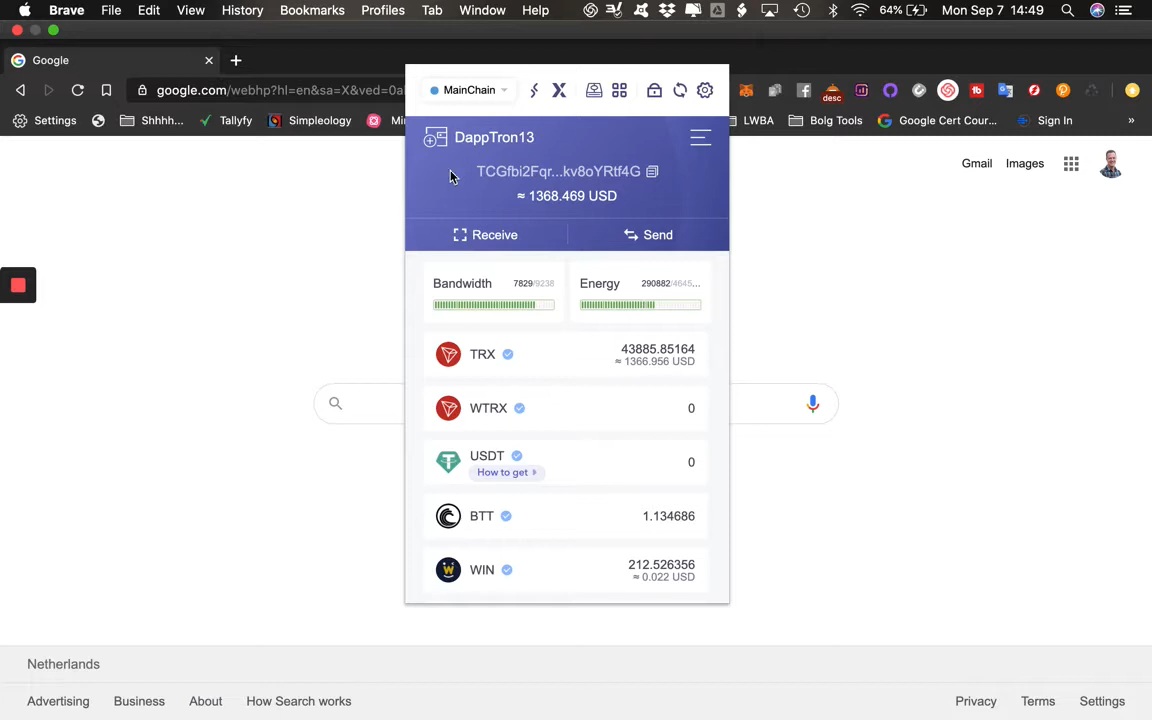 Brave File Edit View History Bookmarks Profiles Tab Window Help 64% Mon Sep 7 14:49
Google
google.com/webhp?hl=en&sa=X&ved=0a
desc
Settings Shhhh... Tallyfy Simpleology LWBA Bolg Tools Google Cert Cour... Sign In »
MainChain
DappTron13
TCGfbi2Fqr...kv8oYRtf4G
≈ 1368.469 USD
Receive Send
Bandwidth 7829/9238 Energy 290882/4645...
TRX 43885.85164
≈ 1366.956 USD
WTRX 0
USDT 0
How to get
BTT 1.134686
WIN 212.526356
≈ 0.022 USD
Gmail Images
Netherlands
Advertising Business About How Search works Privacy Terms Settings